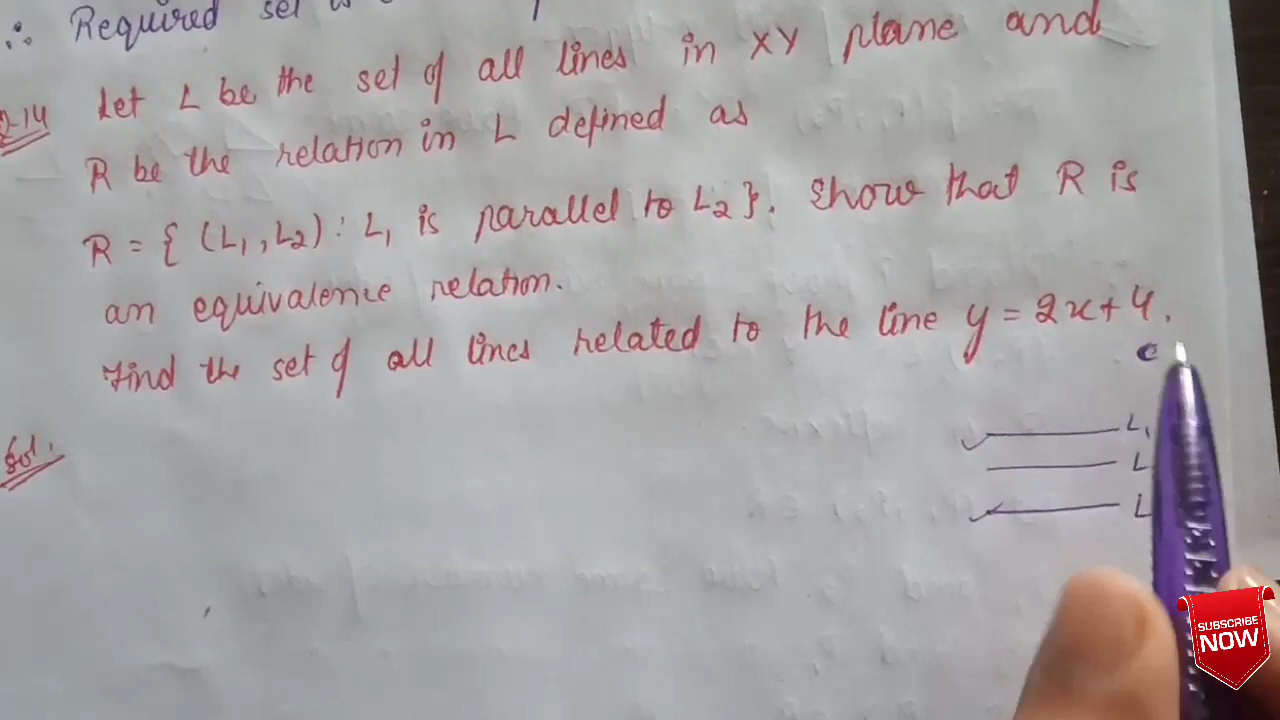 ∴ Required set
Q-14 Let L be the set of all lines in XY plane and
R be the relation in L defined as
R = { (L₁, L₂) : L₁ is parallel to L₂ }. Show that R is
an equivalence relation.
Find the set of all lines related to the line y = 2x + 4.
c
Sol.
L₁
L
L
SUBSCRIBE
NOW